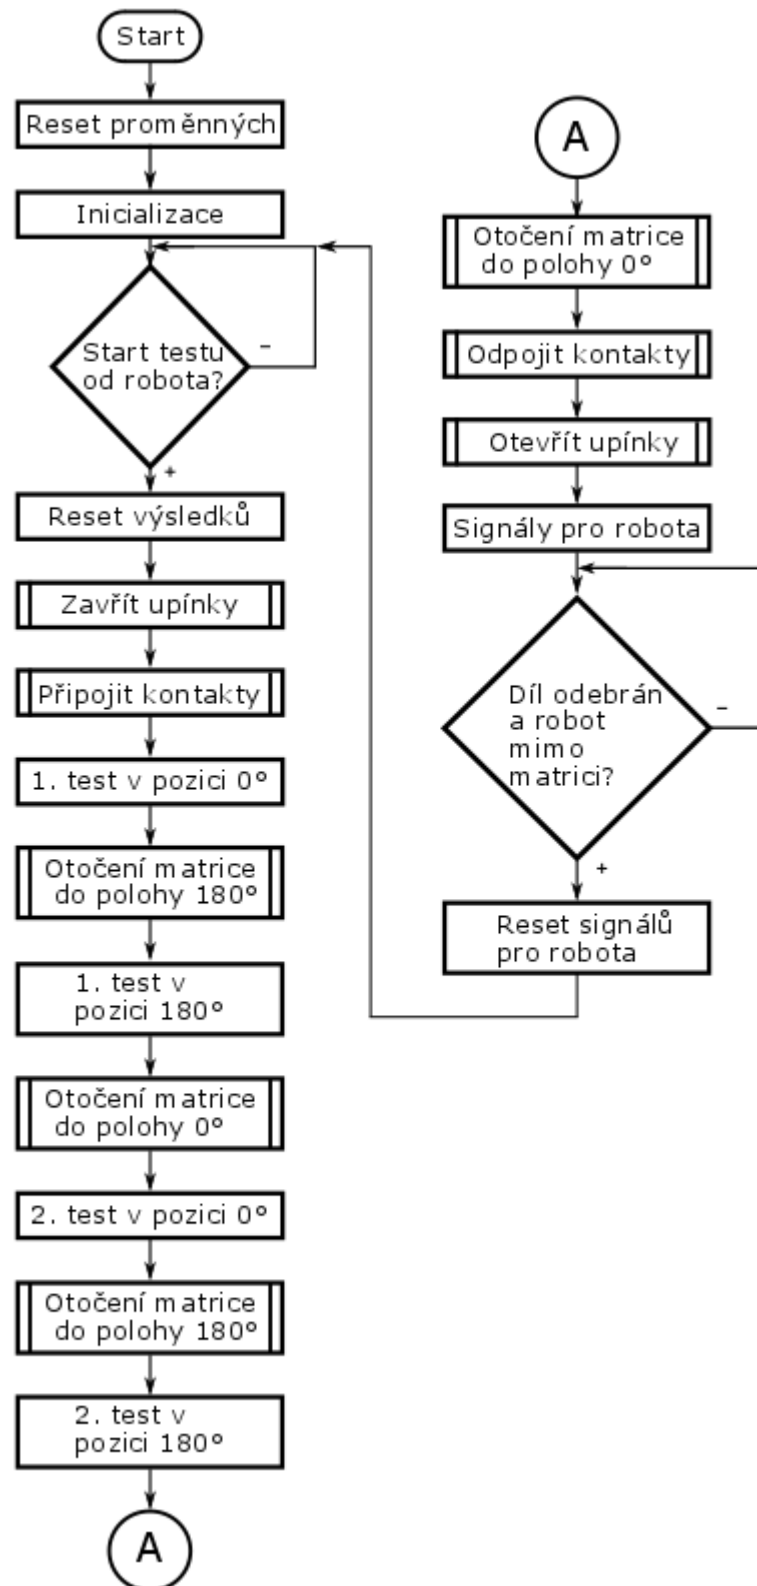 Start
Reset proměnných
Inicializace
Start testu
od robota?
-
+
Reset výsledků
Zavřít upínky
Připojit kontakty
1. test v pozici 0°
Otočení matrice
do polohy 180°
1. test v
pozici 180°
Otočení matrice
do polohy 0°
2. test v pozici 0°
Otočení matrice
do polohy 180°
2. test v
pozici 180°
A
A
Otočení matrice
do polohy 0°
Odpojit kontakty
Otevřít upínky
Signály pro robota
Díl odebrán
a robot
mimo
matrici?
-
+
Reset signálů
pro robota